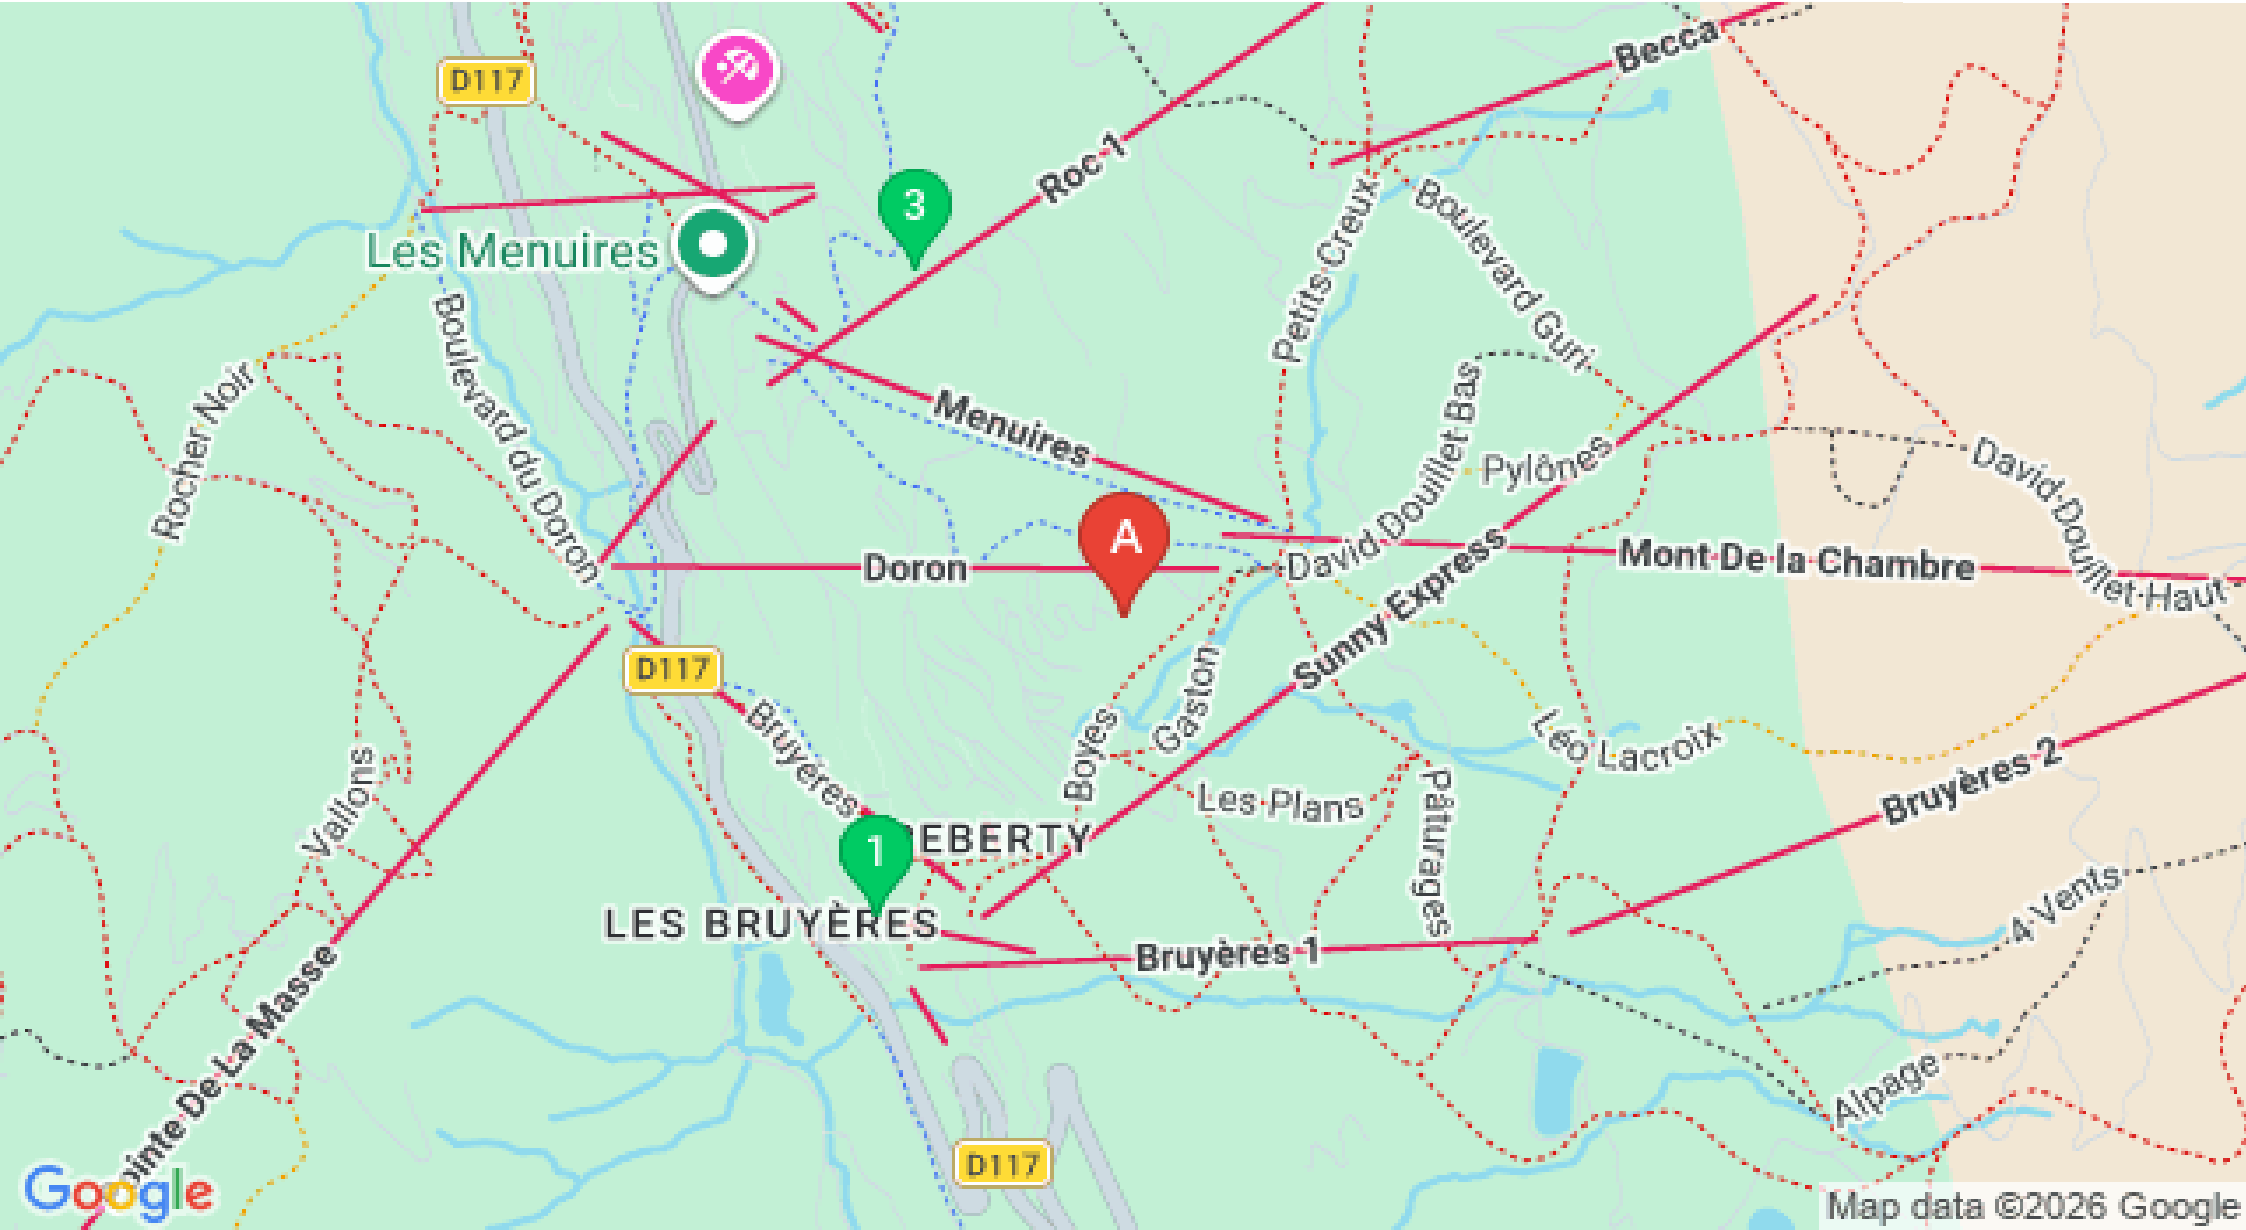 Becca
D117
Roc 1
3
Les Menuires
Petits Creux
Boulevard Guri
Boulevard du Doron
Rocher Noir
Menuires
David Douillet Bas
Pylônes
David Douillet Haut
A
Doron
David Douillet Bas
Mont De la Chambre
Sunny Express
D117
Gaston
Bruyères
Boyes
Léo Lacroix
Les Plans
Pâturages
Bruyères 2
Vallons
1
EBERTY
LES BRUYÈRES
4 Vents
Bruyères 1
Pointe De La Masse
Alpage
D117
Google
Map data ©2026 Google